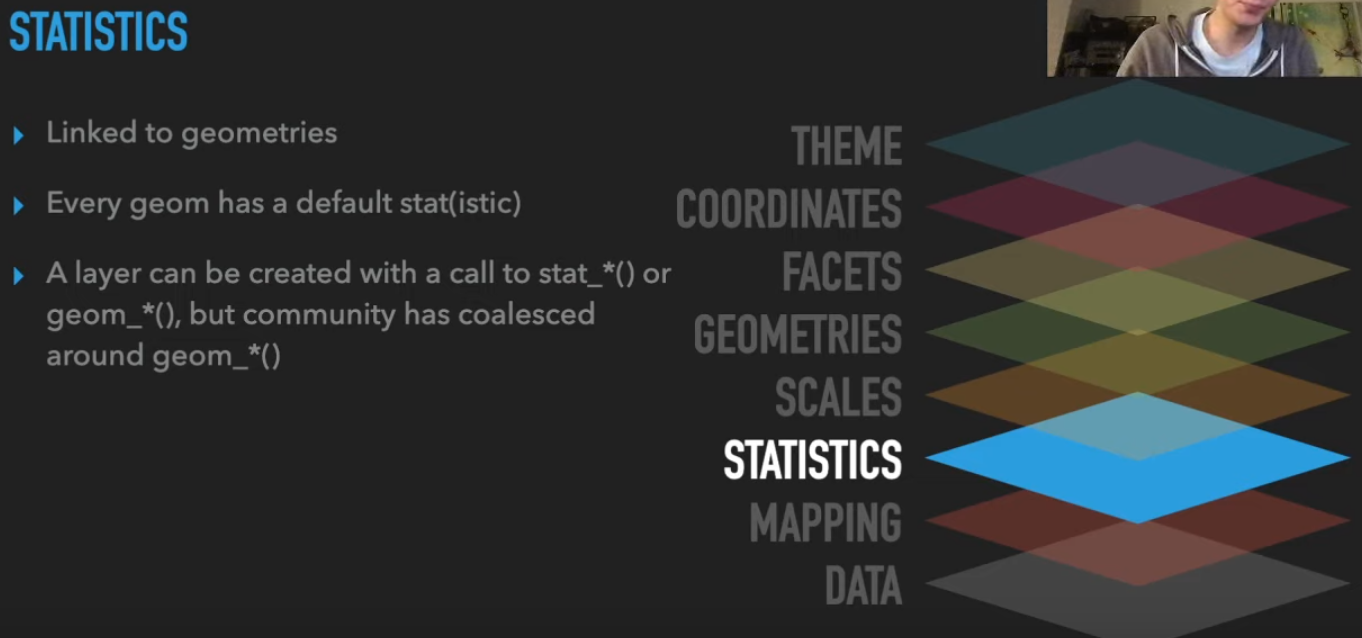 STATISTICS
Linked to geometries
Every geom has a default stat(istic)
A layer can be created with a call to stat_*() or
geom_*(), but community has coalesced
around geom_*()
THEME
COORDINATES
FACETS
GEOMETRIES
SCALES
STATISTICS
MAPPING
DATA